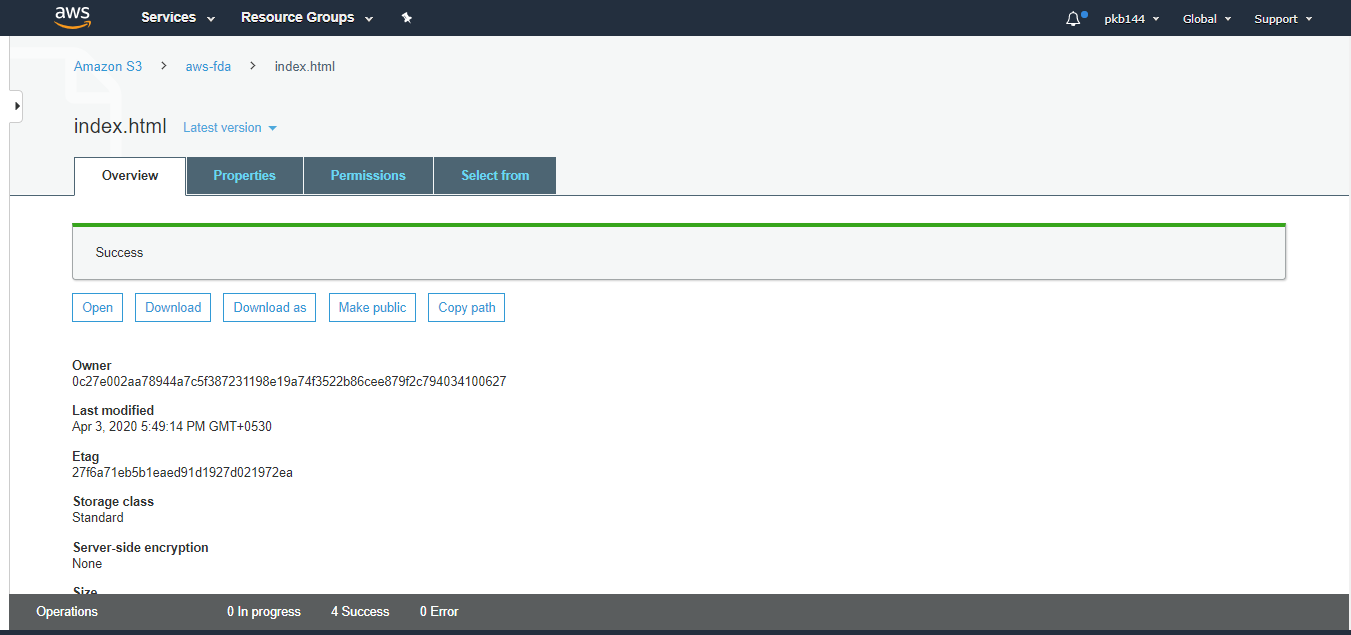 aws Services Resource Groups pkb144 Global Support
Amazon S3 > aws-fda > index.html
index.html Latest version
Overview Properties Permissions Select from
Success
Open Download Download as Make public Copy path
Owner
0c27e002aa78944a7c5f387231198e19a74f3522b86cee879f2c794034100627
Last modified
Apr 3, 2020 5:49:14 PM GMT+0530
Etag
27f6a71eb5b1eaed91d1927d021972ea
Storage class
Standard
Server-side encryption
None
Size
Operations 0 In progress 4 Success 0 Error